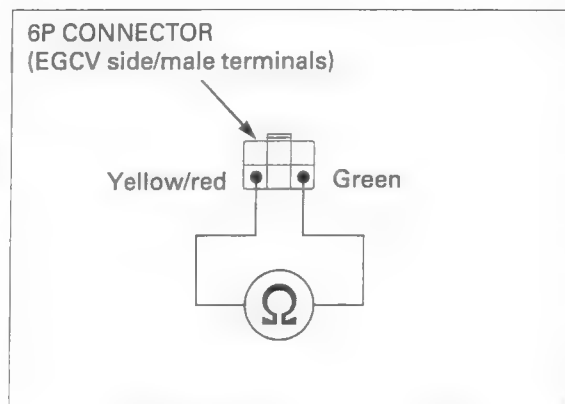 6P CONNECTOR
(EGCV side/male terminals)
Yellow/red
Green
Ω